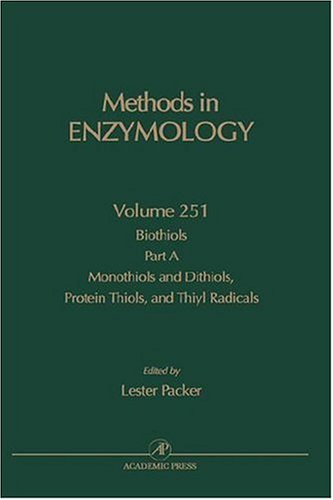 Methods in
ENZYMOLOGY
Volume 251
Biothiols
Part A
Monothiols and Dithiols,
Protein Thiols, and Thiyl Radicals
Edited by
Lester Packer
ACADEMIC PRESS